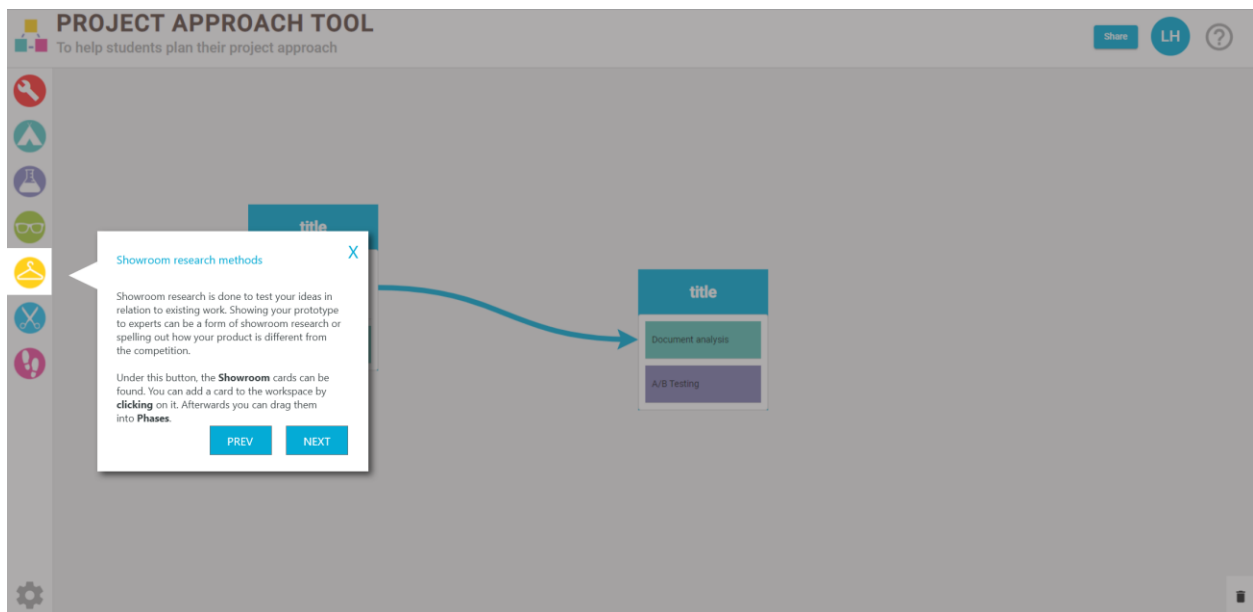 PROJECT APPROACH TOOL
To help students plan their project approach
Share
LH
?
title
Showroom research methods
X
Showroom research is done to test your ideas in
relation to existing work. Showing your prototype
to experts can be a form of showroom research or
spelling out how your product is different from
the competition.
Under this button, the Showroom cards can be
found. You can add a card to the workspace by
clicking on it. Afterwards you can drag them
into Phases.
PREV
NEXT
title
Document analysis
A/B Testing